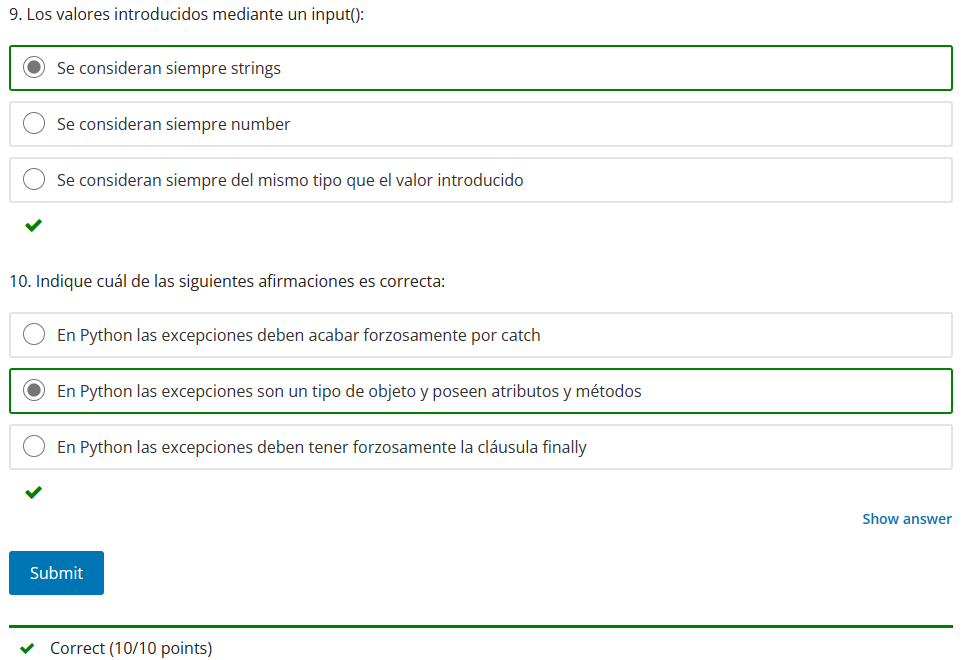 9. Los valores introducidos mediante un input():
Se consideran siempre strings
Se consideran siempre number
Se consideran siempre del mismo tipo que el valor introducido
10. Indique cuál de las siguientes afirmaciones es correcta:
En Python las excepciones deben acabar forzosamente por catch
En Python las excepciones son un tipo de objeto y poseen atributos y métodos
En Python las excepciones deben tener forzosamente la cláusula finally
Show answer
Submit
Correct (10/10 points)